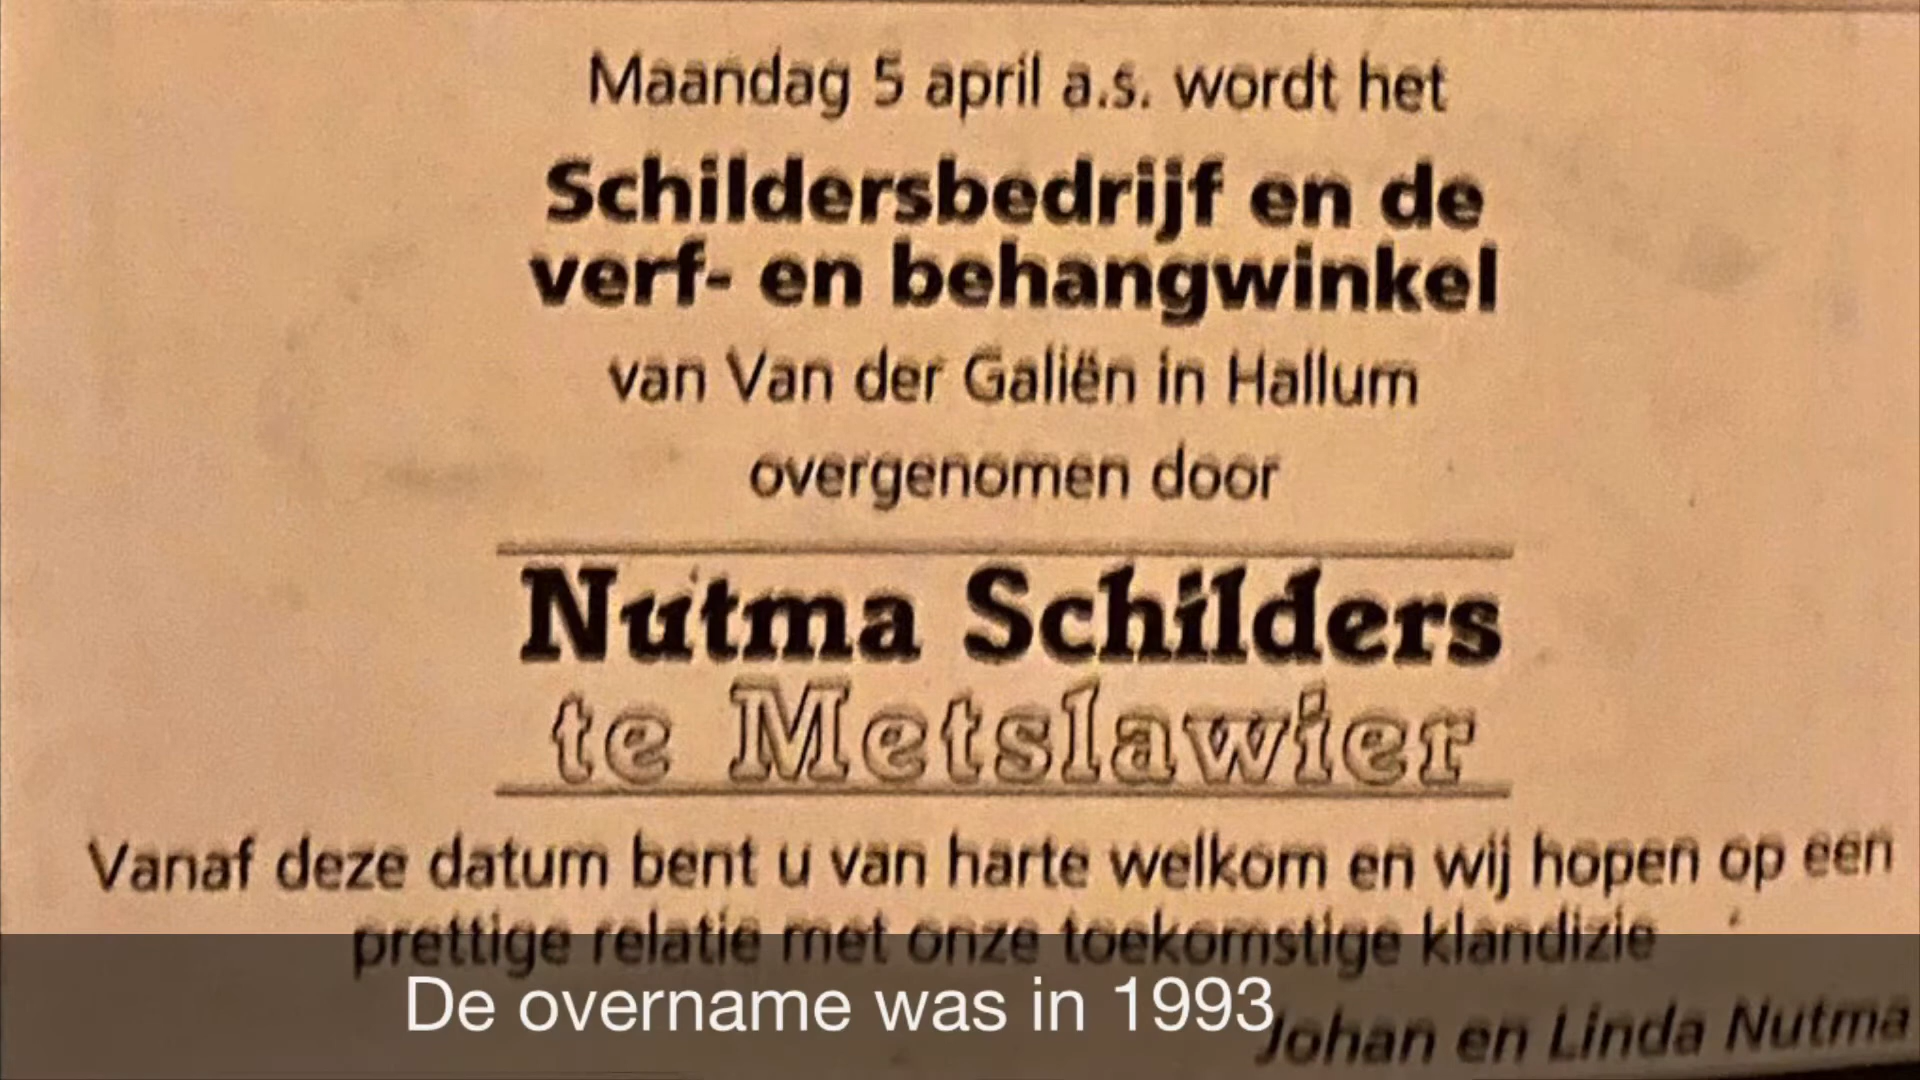 Maandag 5 april a.s. wordt het
Schildersbedrijf en de
verf- en behangwinkel
van Van der Galiën in Hallum
overgenomen door
Nutma Schilders
te Metslawier
Vanaf deze datum bent u van harte welkom en wij hopen op een
prettige relatie met onze toekomstige klandizie
De overname was in 1993
Johan en Linda Nutma